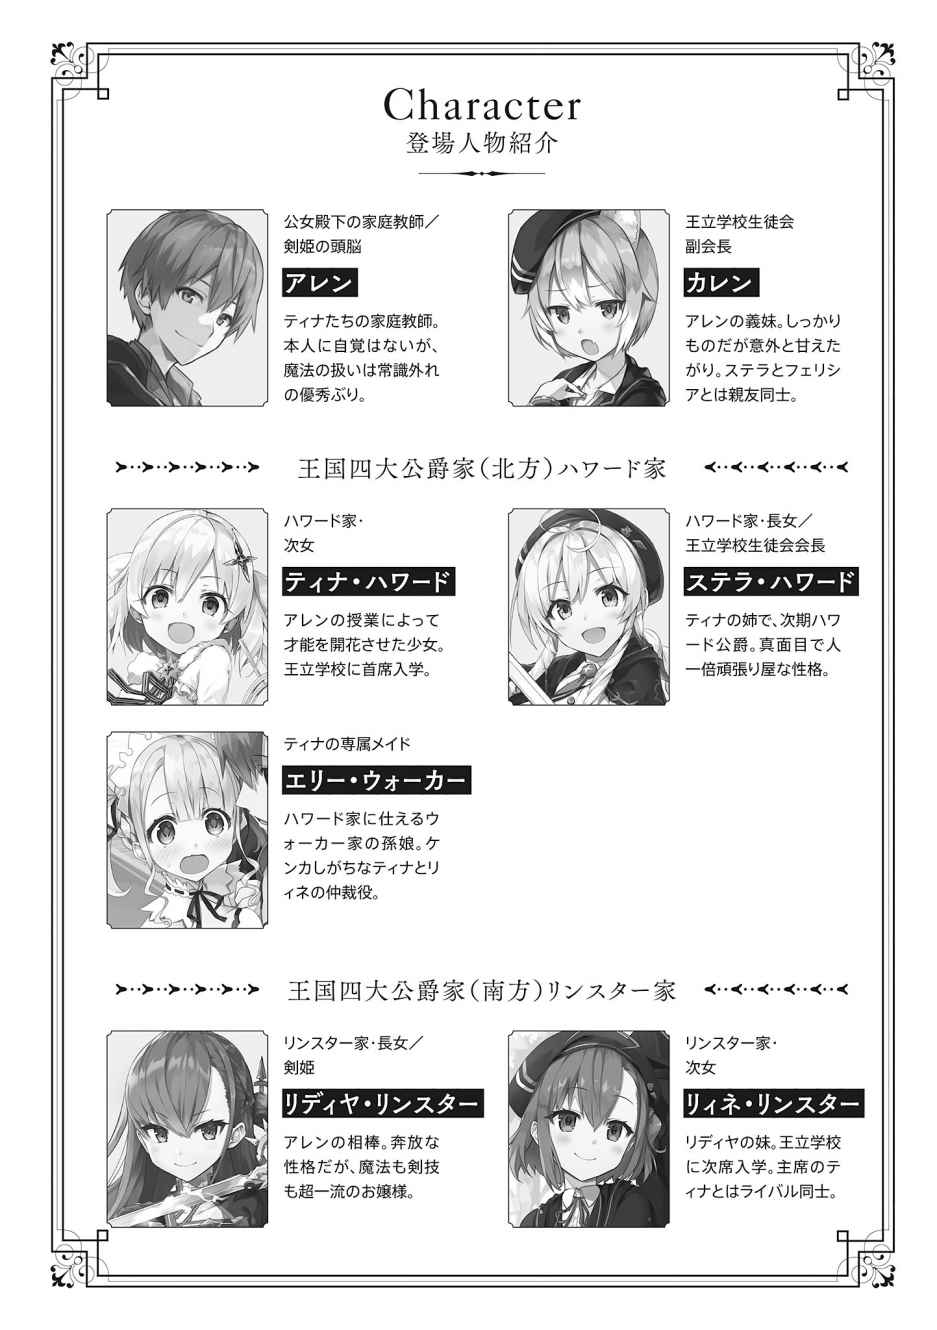 Character
登場人物紹介
公女殿下の家庭教師／
剣姫の頭脳
アレン
ティナたちの家庭教師。
本人に自覚はないが、
魔法の扱いは常識外れ
の優秀ぶり。
王立学校生徒会
副会長
カレン
アレンの義妹。しっかり
ものだが意外と甘えた
がり。ステラとフェリシ
アとは親友同士。
王国四大公爵家（北方）ハワード家
ハワード家・
次女
ティナ・ハワード
アレンの授業によって
才能を開花させた少女。
王立学校に首席入学。
ハワード家・長女／
王立学校生徒会会長
ステラ・ハワード
ティナの姉で、次期ハワ
ード公爵。真面目で人
一倍頑張り屋な性格。
ティナの専属メイド
エリー・ウォーカー
ハワード家に仕えるウ
ォーカー家の孫娘。ケ
ンカしがちなティナとリ
ィネの仲裁役。
王国四大公爵家（南方）リンスター家
リンスター家・長女／
剣姫
リディヤ・リンスター
アレンの相棒。奔放な
性格だが、魔法も剣技
も超一流のお嬢様。
リンスター家・
次女
リィネ・リンスター
リディヤの妹。王立学校
に次席入学。主席のテ
ィナとはライバル同士。